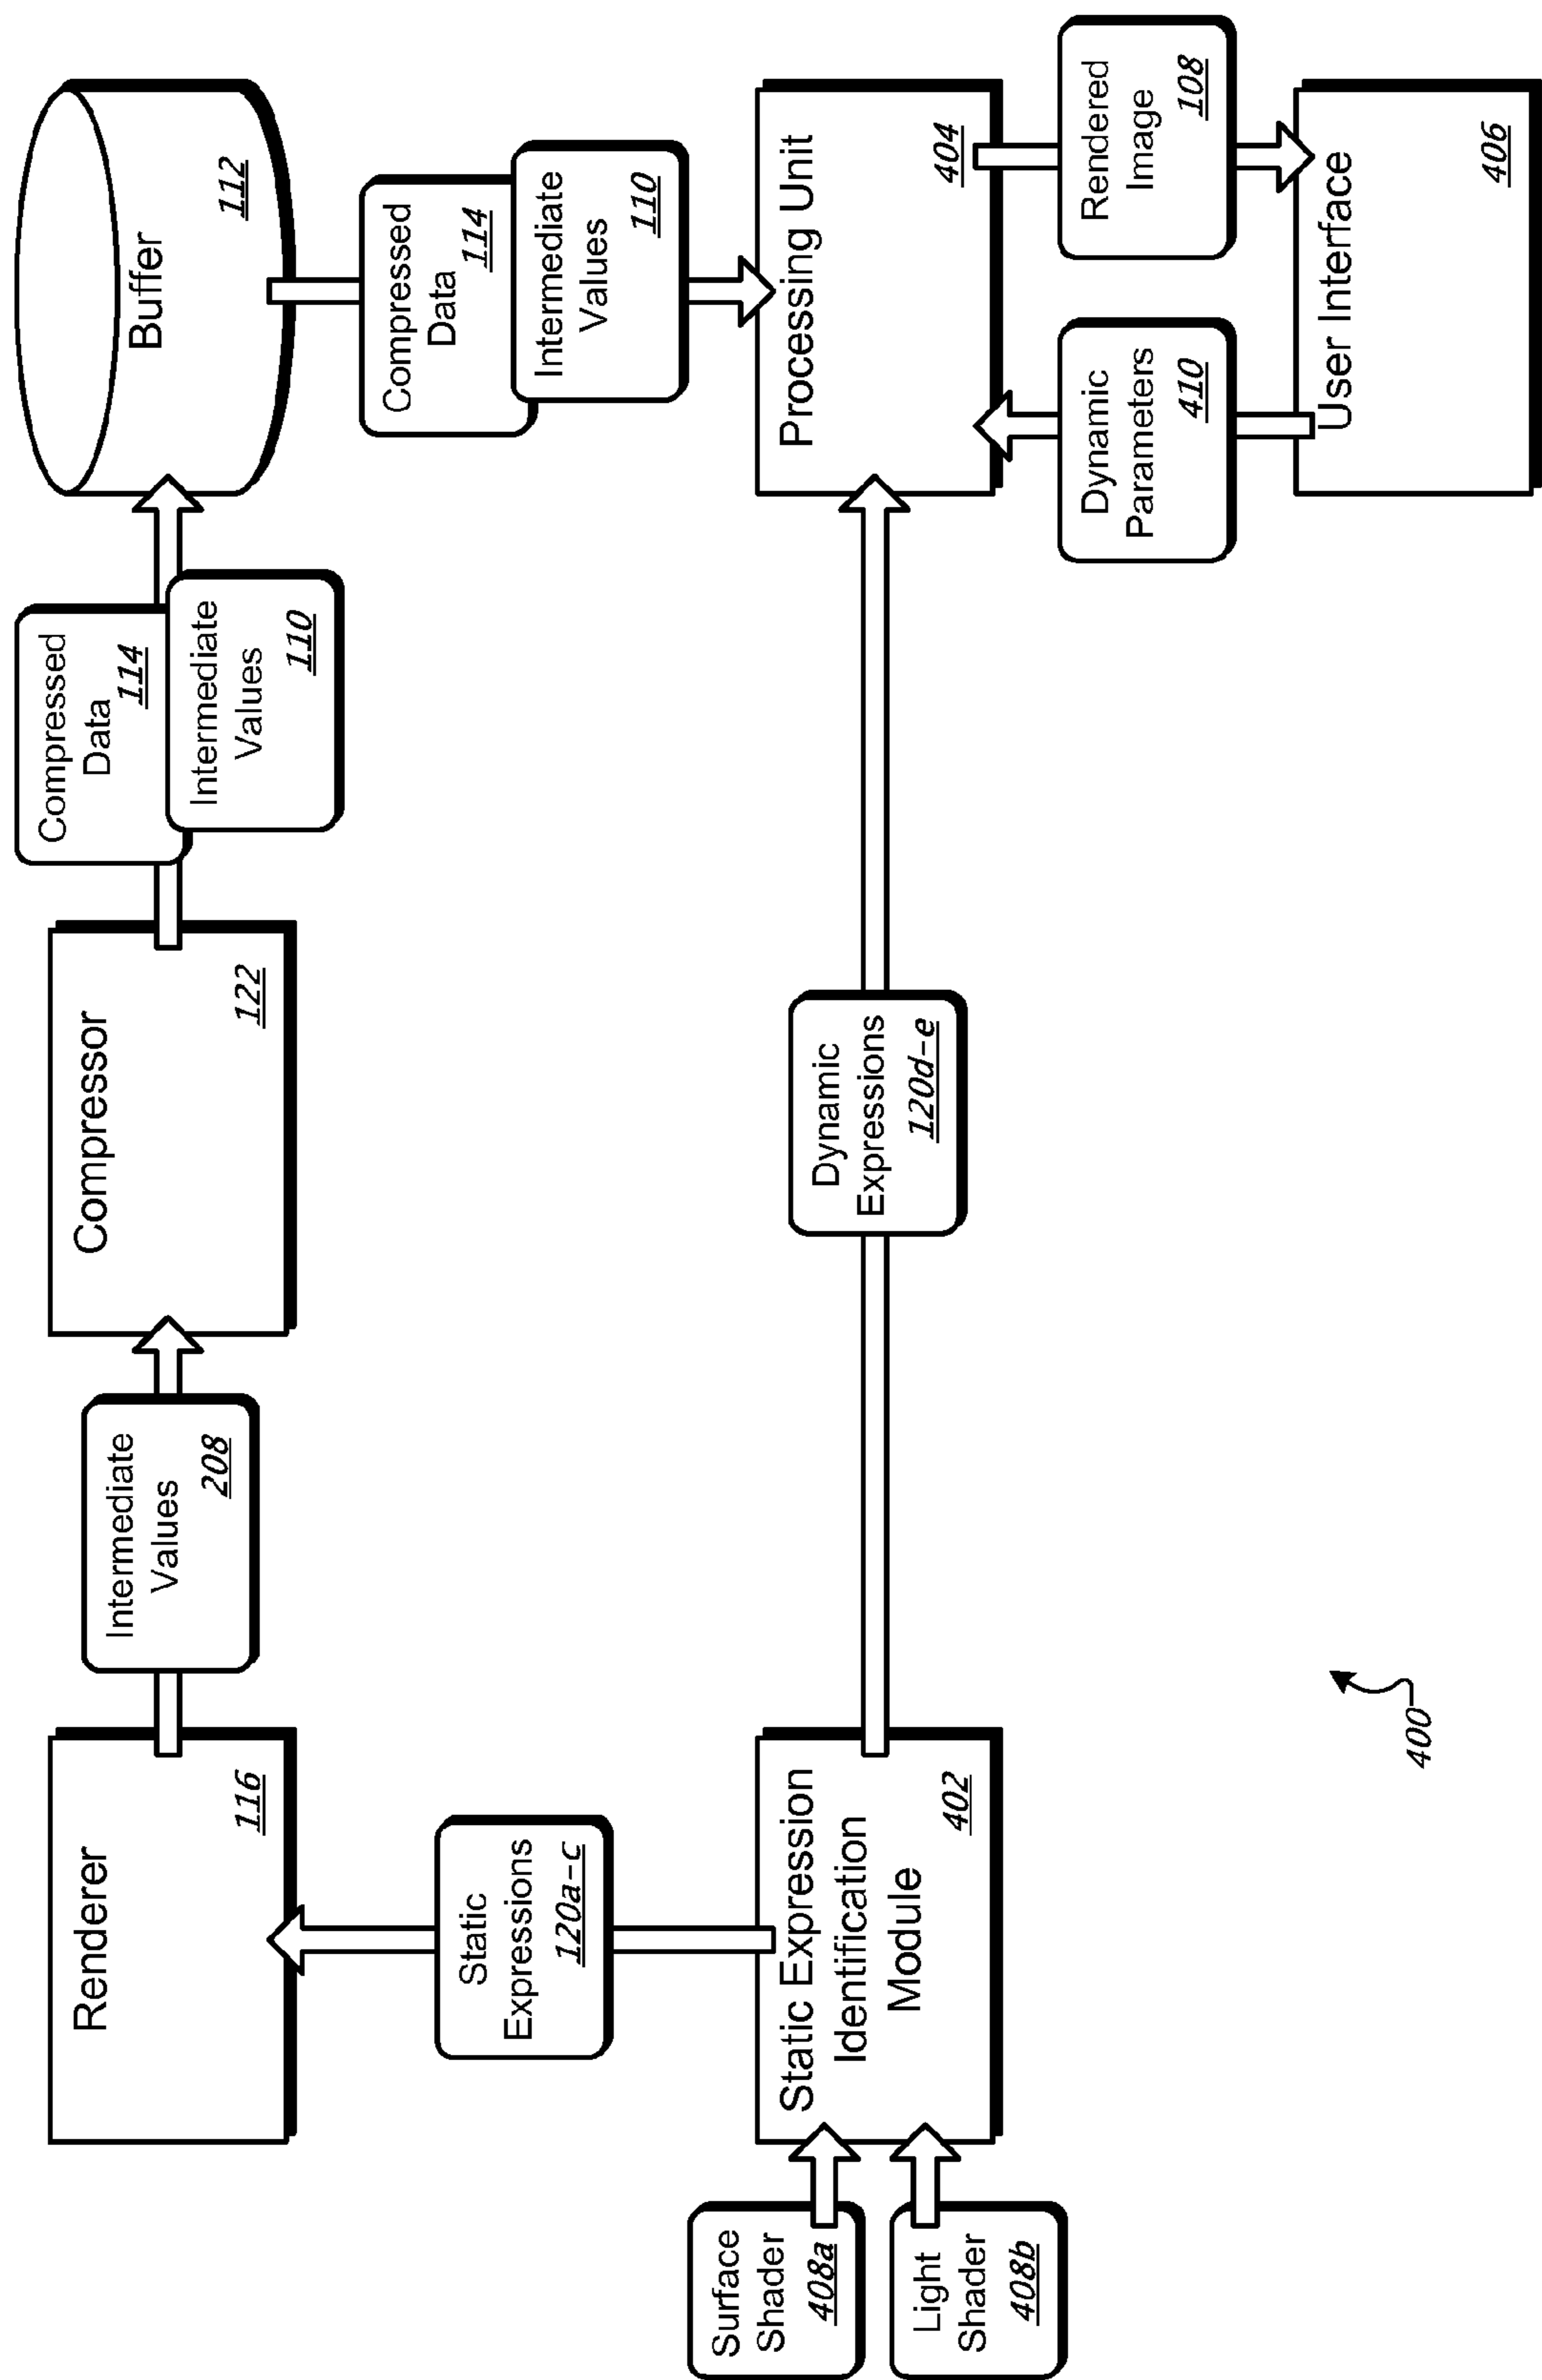 Renderer
116
Intermediate
Values
208
Compressor
122
Compressed
Data
114
Intermediate
Values
110
Buffer
112
Static
Expressions
120a-c
Compressed
Data
114
Intermediate
Values
110
Surface
Shader
408a
Light
Shader
408b
Static Expression
Identification
Module
402
Dynamic
Expressions
120d-e
Processing Unit
404
Dynamic
Parameters
410
Rendered
Image
108
User Interface
406
400